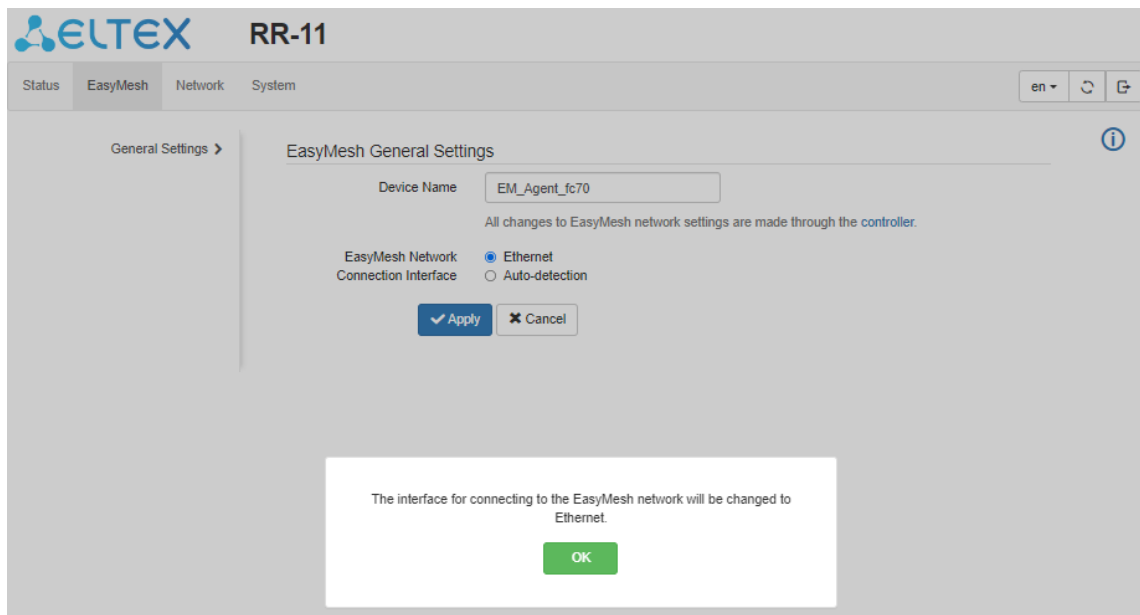 ELTEX RR-11
Status EasyMesh Network System en
General Settings
EasyMesh General Settings
Device Name EM_Agent_fc70
All changes to EasyMesh network settings are made through the controller.
EasyMesh Network Ethernet
Connection Interface Auto-detection
Apply Cancel
The interface for connecting to the EasyMesh network will be changed to
Ethernet.
OK